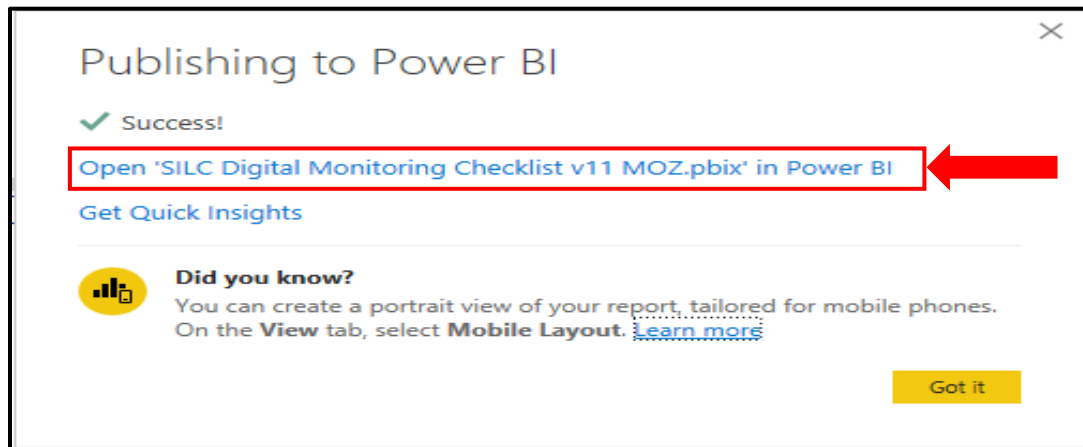 Publishing to Power BI
Success!
Open 'SILC Digital Monitoring Checklist v11 MOZ.pbix' in Power BI
Get Quick Insights
Did you know?
You can create a portrait view of your report, tailored for mobile phones.
On the View tab, select Mobile Layout. Learn more
Got it